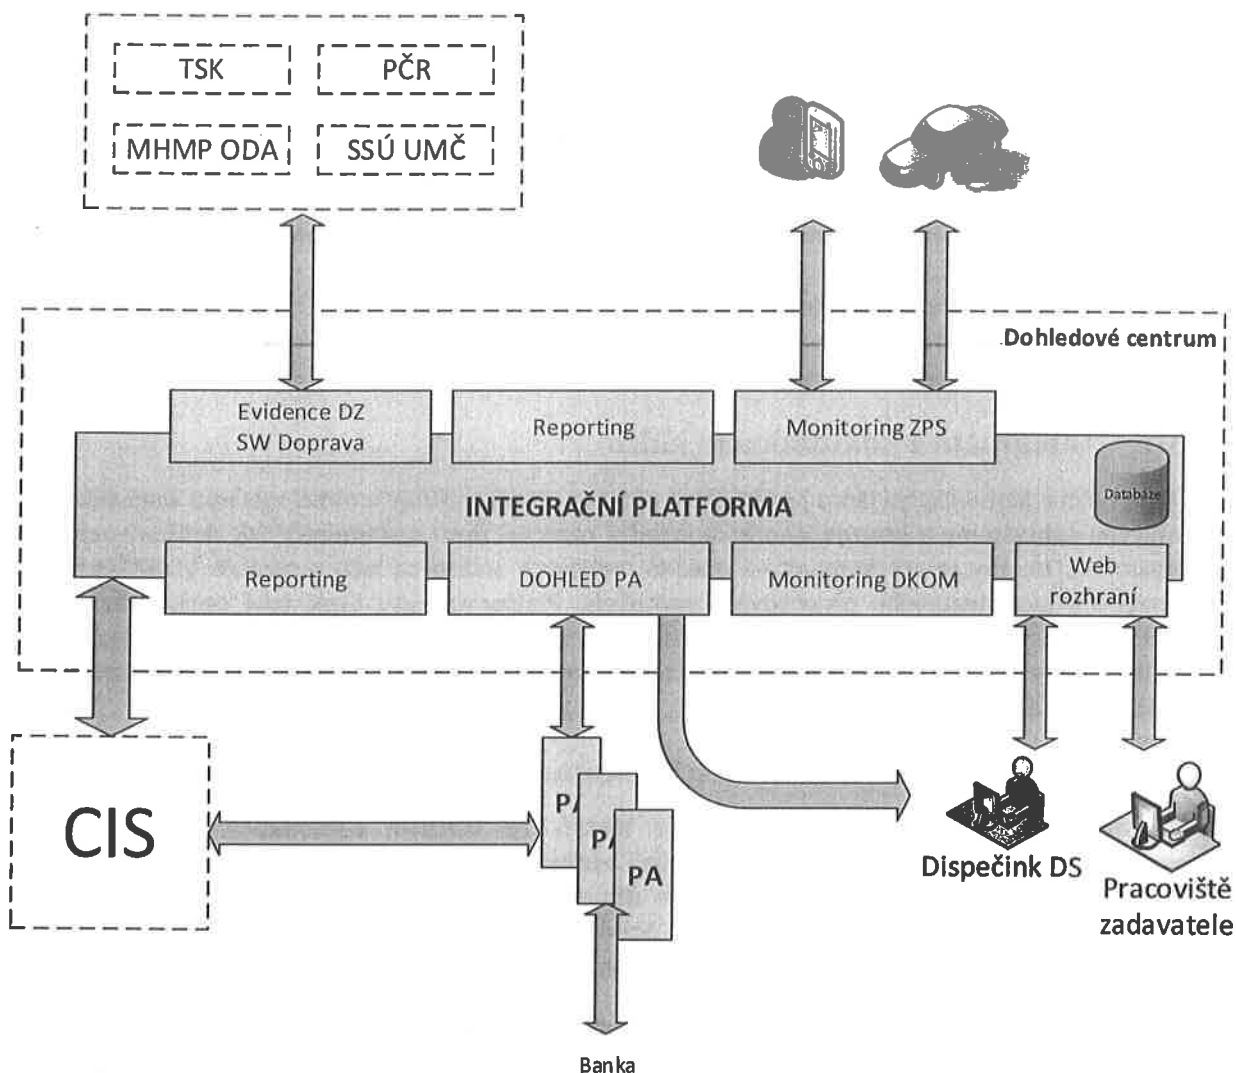 TSK
PČR
MHMP ODA
SSÚ UMČ
Dohledové centrum
Evidence DZ
SW Doprava
Reporting
Monitoring ZPS
INTEGRAČNÍ PLATFORMA
Databáze
Reporting
DOHLED PA
Monitoring DKOM
Web
rozhraní
CIS
PA
PA
PA
Dispečink DS
Pracoviště
zadavatele
Banka